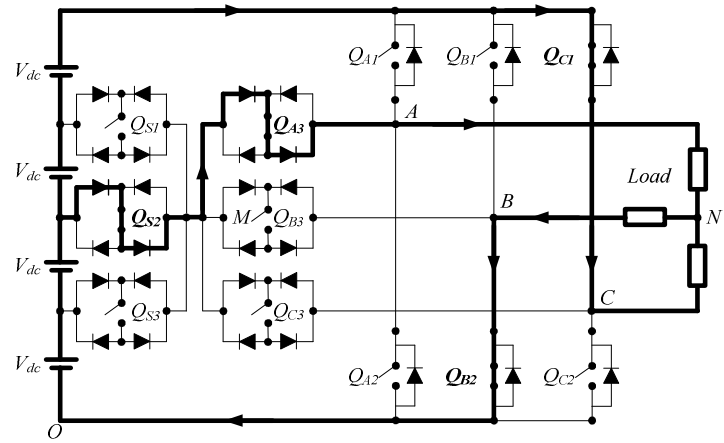 Q_A1
Q_B1
Q_C1
V_dc
Q_S1
Q_A3
A
V_dc
Load
Q_S2
M
Q_B3
B
N
V_dc
Q_S3
Q_C3
C
V_dc
Q_A2
Q_B2
Q_C2
O